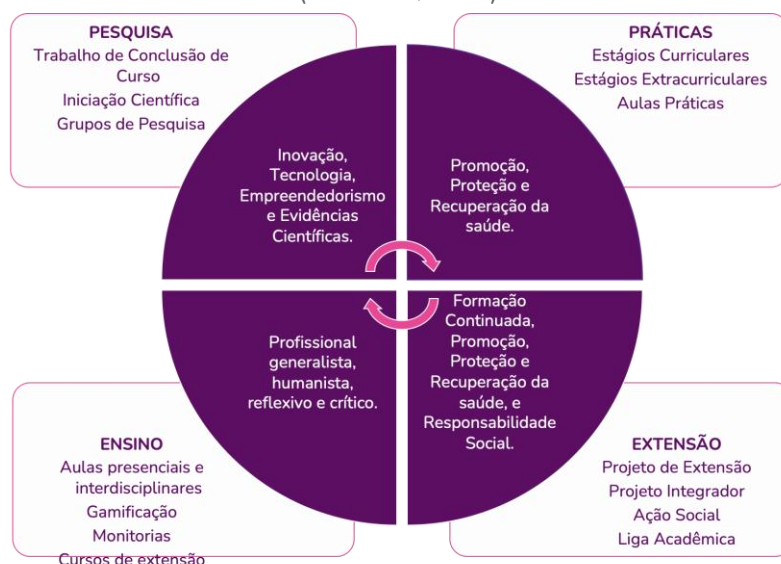 PESQUISA
Trabalho de Conclusão de
Curso
Iniciação Científica
Grupos de Pesquisa
PRÁTICAS
Estágios Curriculares
Estágios Extracurriculares
Aulas Práticas
Inovação,
Tecnologia,
Empreendedorismo
e Evidências
Científicas.
Promoção,
Proteção e
Recuperação da
saúde.
Profissional
generalista,
humanista,
reflexivo e crítico.
Formação
Continuada,
Promoção,
Proteção e
Recuperação da
saúde, e
Responsabilidade
Social.
ENSINO
Aulas presenciais e
interdisciplinares
Gamificação
Monitorias
Cursos de extensão
EXTENSÃO
Projeto de Extensão
Projeto Integrador
Ação Social
Liga Acadêmica